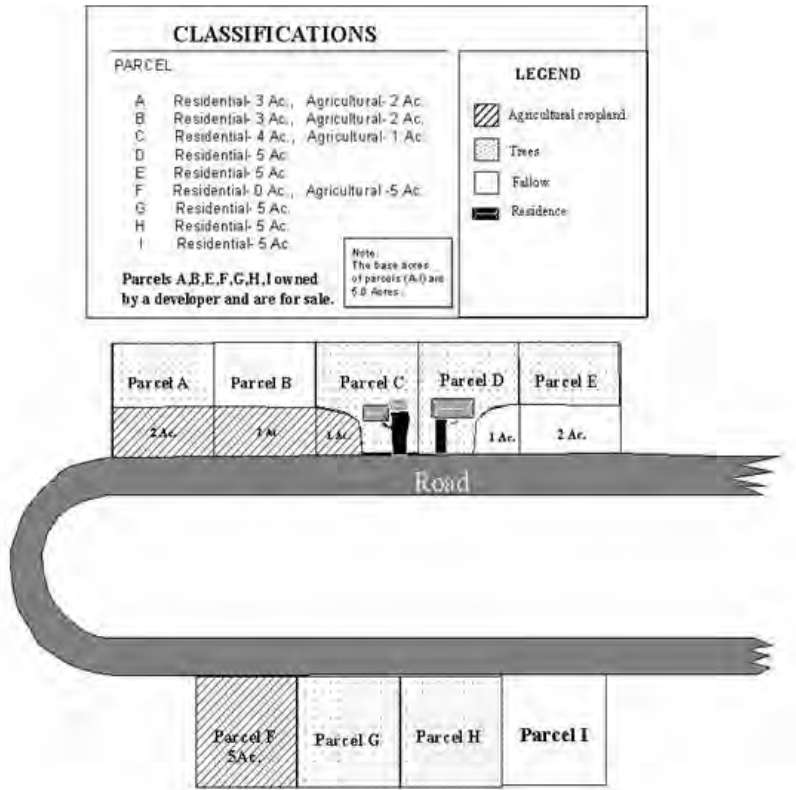 CLASSIFICATIONS
PARCEL
A Residential- 3 Ac., Agricultural- 2 Ac.
B Residential- 3 Ac., Agricultural- 2 Ac.
C Residential- 4 Ac., Agricultural- 1 Ac.
D Residential- 5 Ac.
E Residential- 5 Ac.
F Residential- 0 Ac., Agricultural -5 Ac.
G Residential- 5 Ac.
H Residential- 5 Ac.
I Residential- 5 Ac.
Parcels A,B,E,F,G,H,I owned
by a developer and are for sale.
Note:
The base acres
of parcels (A-I) are
5.0 Acres.
LEGEND
Agricultural cropland
Trees
Fallow
Residence
Parcel A
Parcel B
Parcel C
Parcel D
Parcel E
2 Ac.
2 Ac.
1 Ac.
1 Ac.
2 Ac.
Road
Parcel F
5Ac.
Parcel G
Parcel H
Parcel I